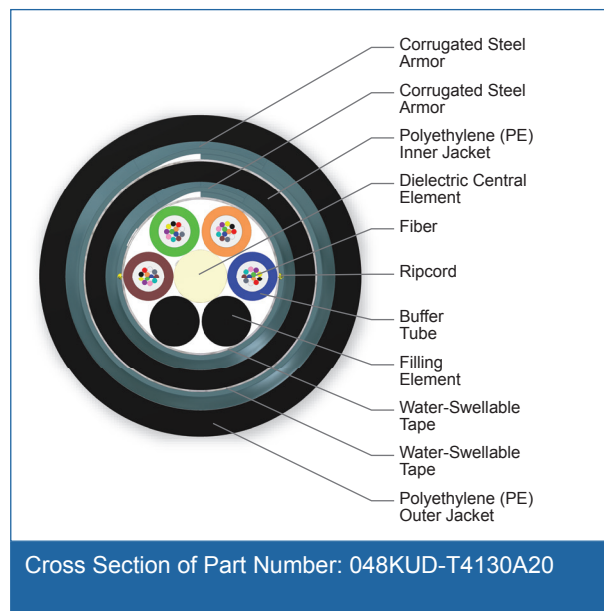 Corrugated Steel
Armor
Corrugated Steel
Armor
Polyethylene (PE)
Inner Jacket
Dielectric Central
Element
Fiber
Ripcord
Buffer
Tube
Filling
Element
Water-Swellable
Tape
Water-Swellable
Tape
Polyethylene (PE)
Outer Jacket
Cross Section of Part Number: 048KUD-T4130A20